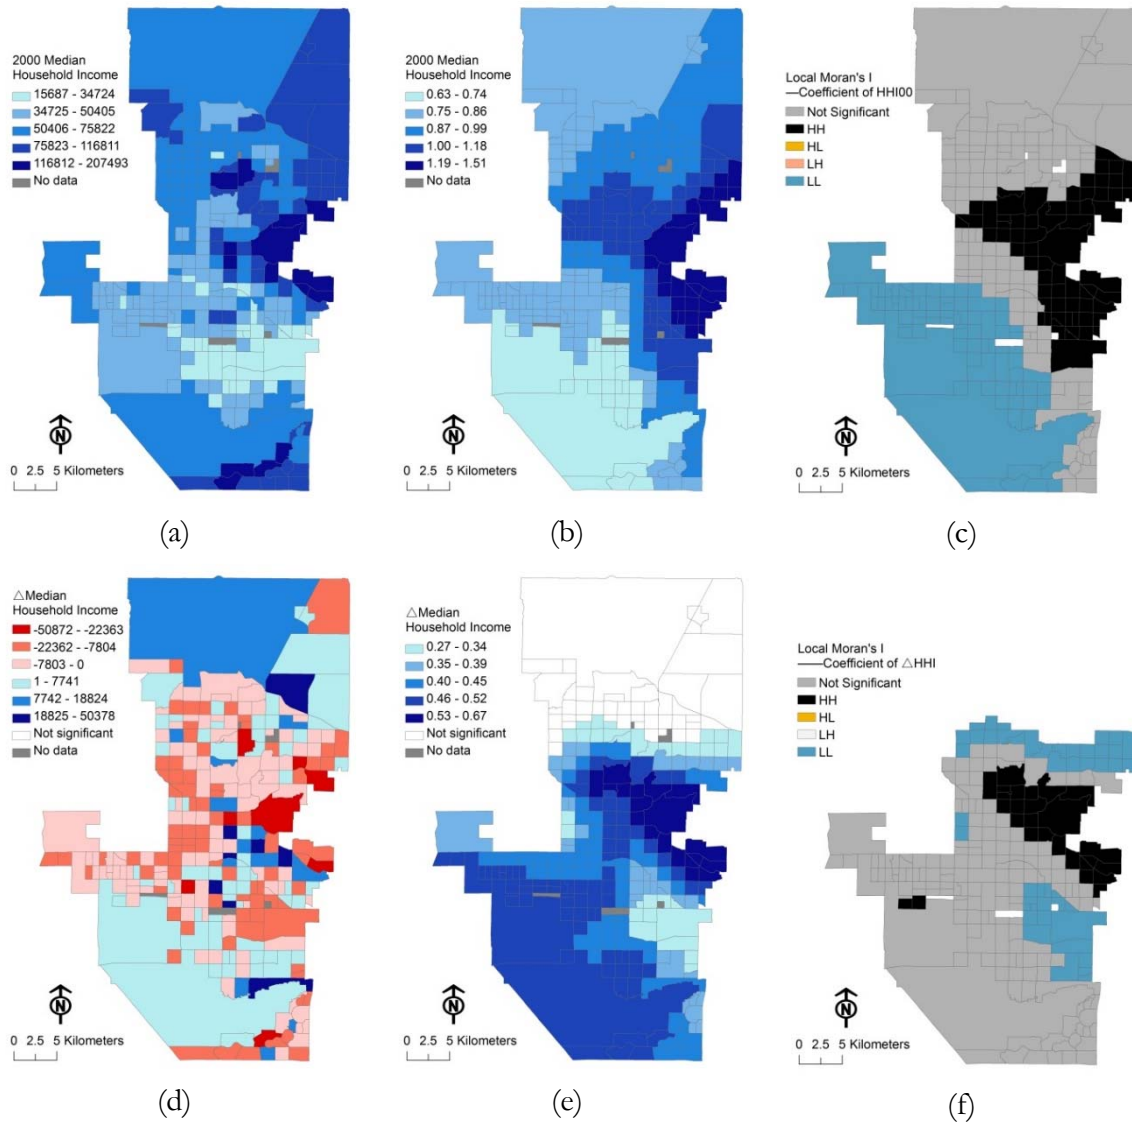 2000 Median
Household Income
15687 - 34724
34725 - 50405
50406 - 75822
75823 - 116811
116812 - 207493
No data
N
0 2.5 5 Kilometers
(a)
2000 Median
Household Income
0.63 - 0.74
0.75 - 0.86
0.87 - 0.99
1.00 - 1.18
1.19 - 1.51
No data
N
0 2.5 5 Kilometers
(b)
Local Moran's I
—Coefficient of HHI00
Not Significant
HH
HL
LH
LL
N
0 2.5 5 Kilometers
(c)
△Median
Household Income
-50872 - -22363
-22362 - -7804
-7803 - 0
1 - 7741
7742 - 18824
18825 - 50378
Not significant
No data
N
0 2.5 5 Kilometers
(d)
△Median
Household Income
0.27 - 0.34
0.35 - 0.39
0.40 - 0.45
0.46 - 0.52
0.53 - 0.67
Not significant
No data
N
0 2.5 5 Kilometers
(e)
Local Moran's I
—Coefficient of △HHI
Not Significant
HH
HL
LH
LL
N
0 2.5 5 Kilometers
(f)